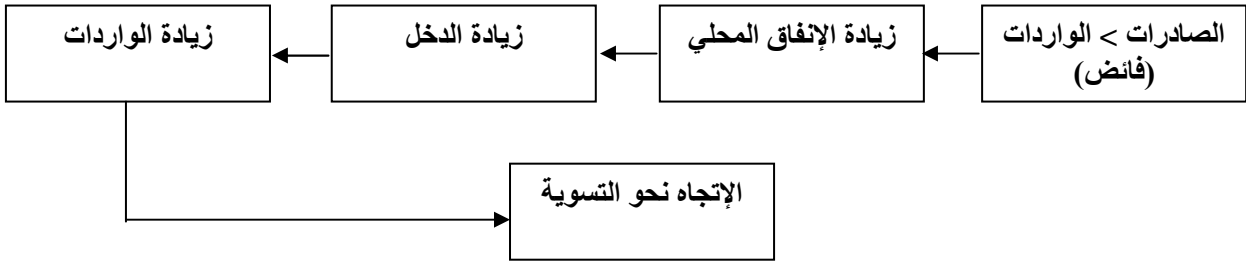 الصادرات > الواردات
(فائض)
زيادة الإنفاق المحلي
زيادة الدخل
زيادة الواردات
الإتجاه نحو التسوية